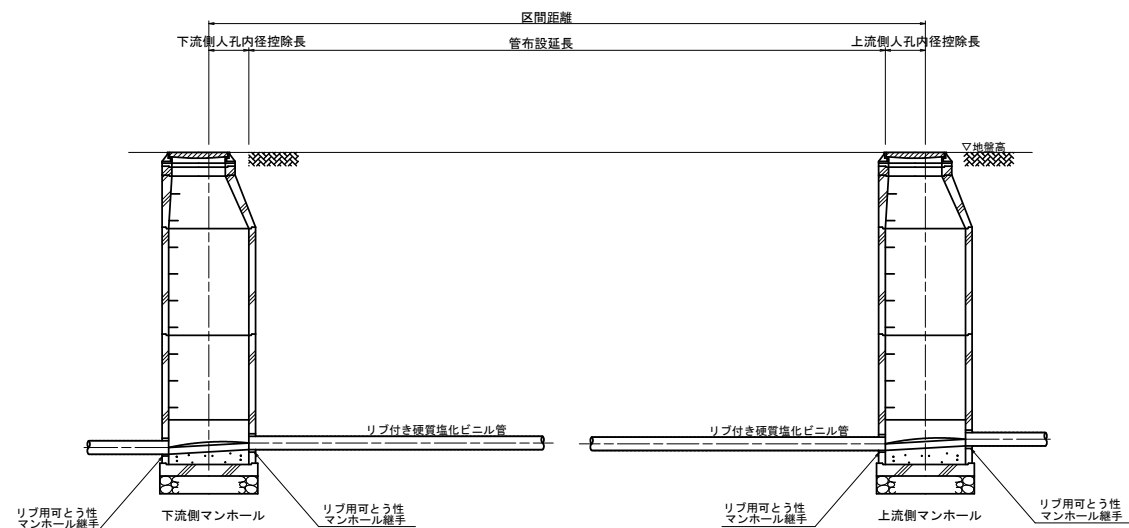 区間距離
下流側人孔内径控除長
管布設延長
上流側人孔内径控除長
▽地盤高
リブ付き硬質塩化ビニル管
リブ付き硬質塩化ビニル管
リブ用可とう性
マンホール継手
下流側マンホール
リブ用可とう性
マンホール継手
リブ用可とう性
マンホール継手
上流側マンホール
リブ用可とう性
マンホール継手